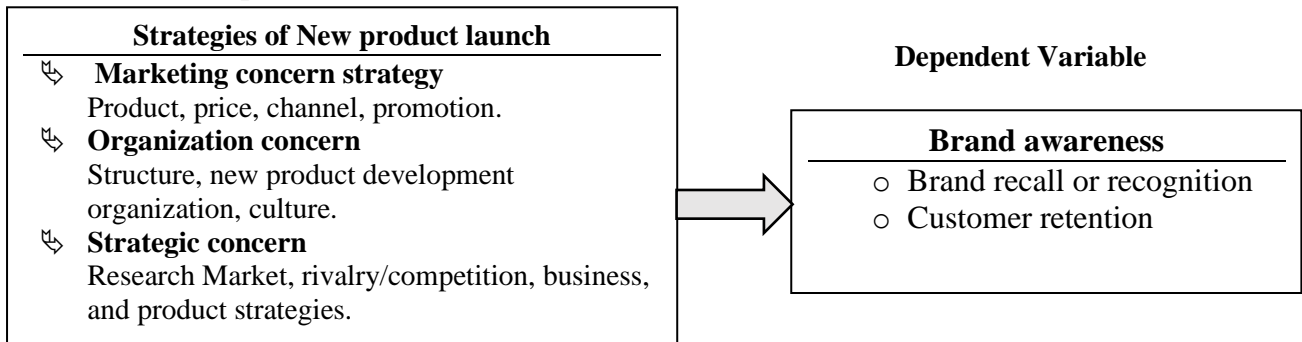 Strategies of New product launch
Marketing concern strategy
Product, price, channel, promotion.
Organization concern
Structure, new product development
organization, culture.
Strategic concern
Research Market, rivalry/competition, business,
and product strategies.
Dependent Variable
Brand awareness
Brand recall or recognition
Customer retention